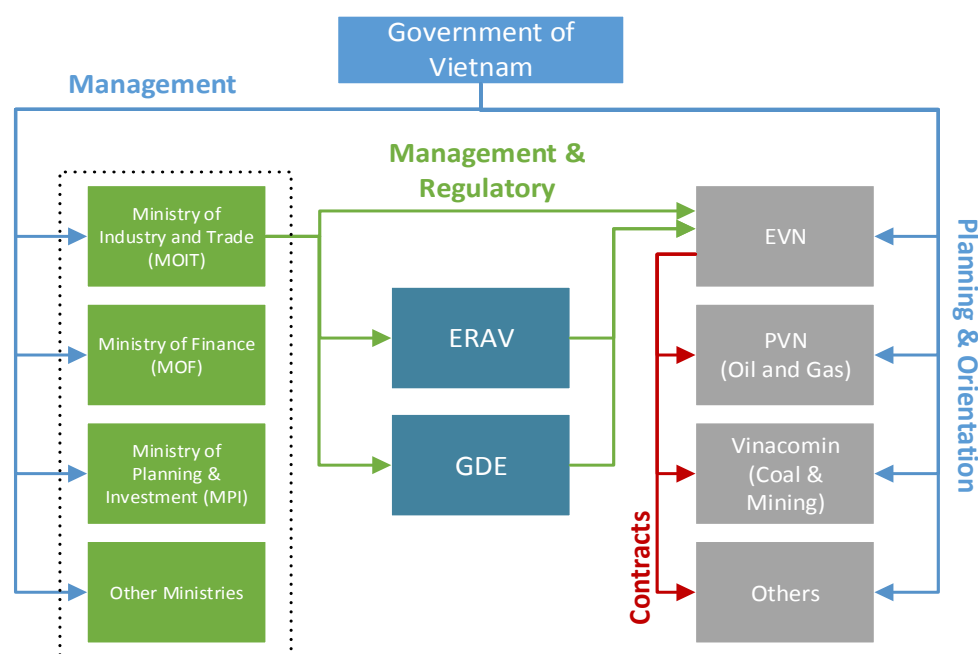 Government of
Vietnam
Management
Management &
Regulatory
Ministry of
Industry and Trade
(MOIT)
EVN
Ministry of Finance
(MOF)
ERAV
PVN
(Oil and Gas)
Ministry of
Planning &
Investment (MPI)
GDE
Vinacomin
(Coal &
Mining)
Other Ministries
Others
Contracts
Planning & Orientation